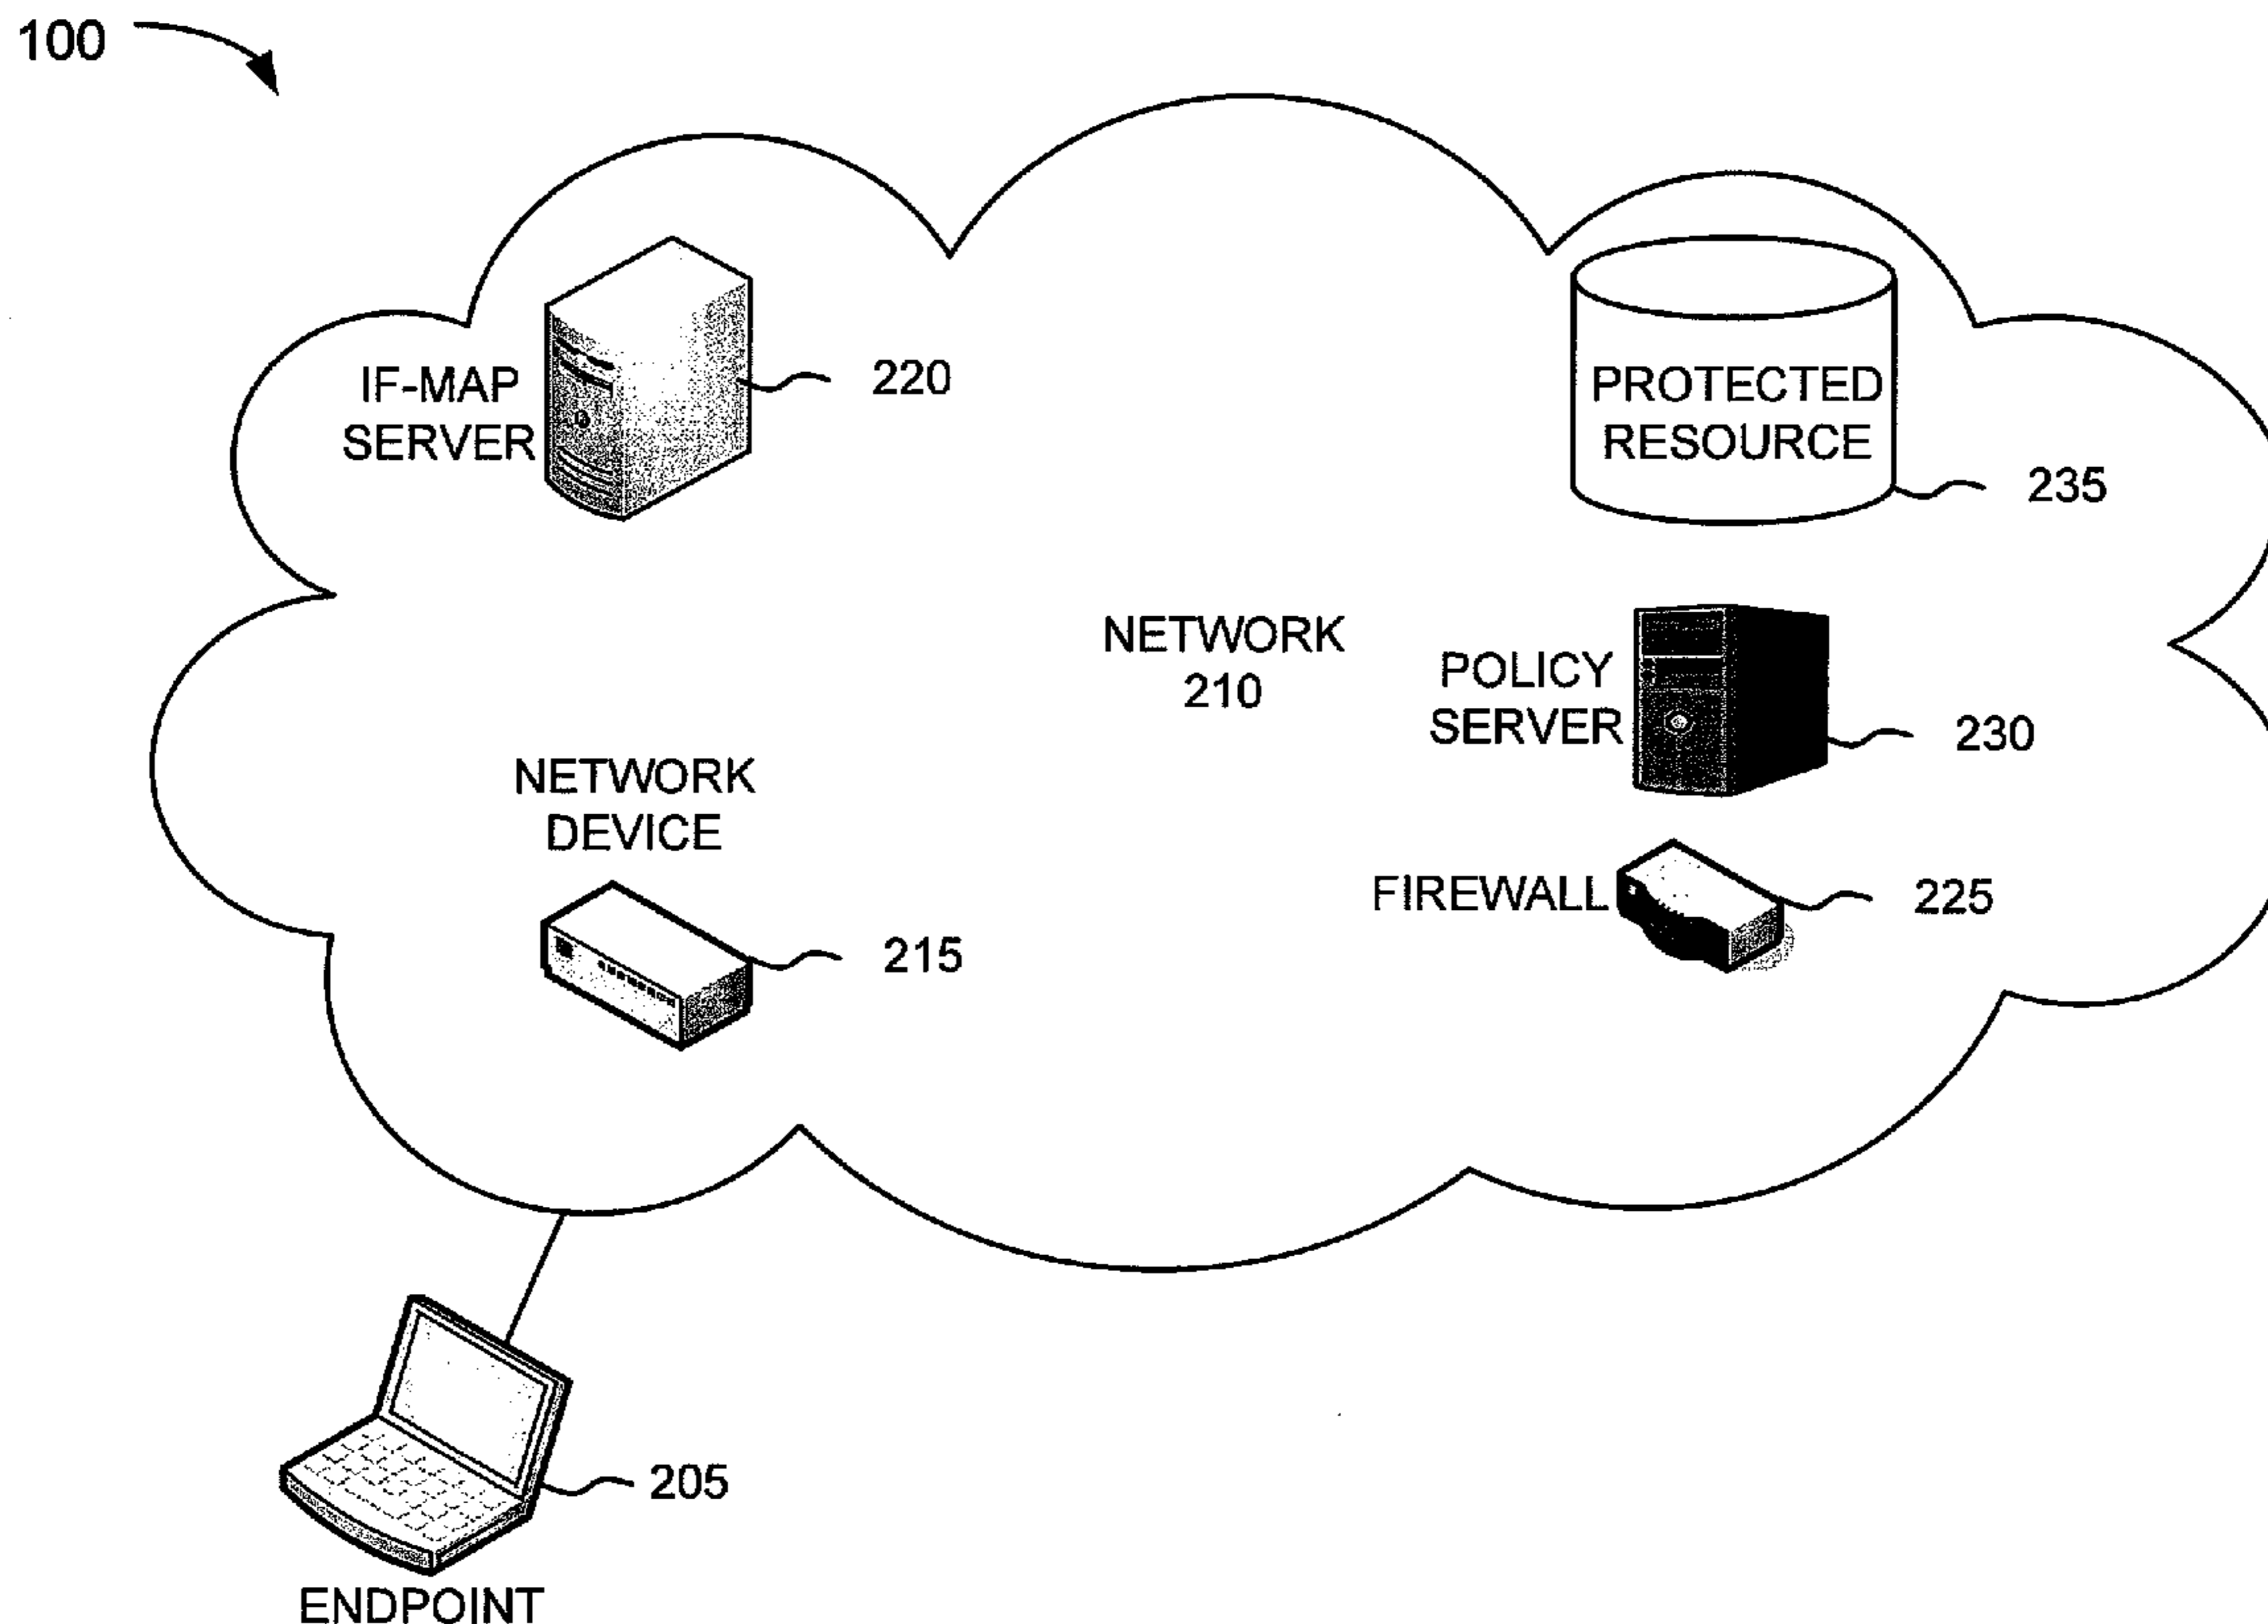 100
IF-MAP
SERVER
220
PROTECTED
RESOURCE
235
NETWORK
210
POLICY
SERVER
230
NETWORK
DEVICE
215
FIREWALL
225
205
ENDPOINT